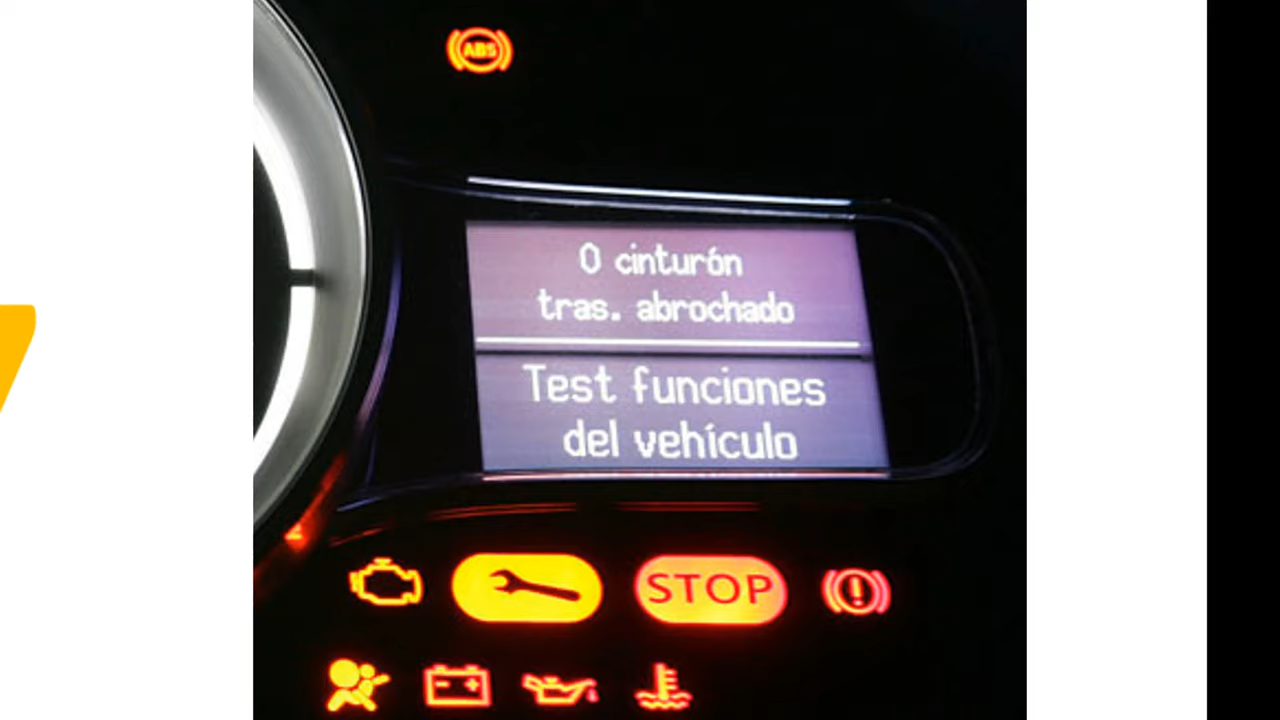 ABS
0 cinturón
tras. abrochado
Test funciones
del vehículo
STOP